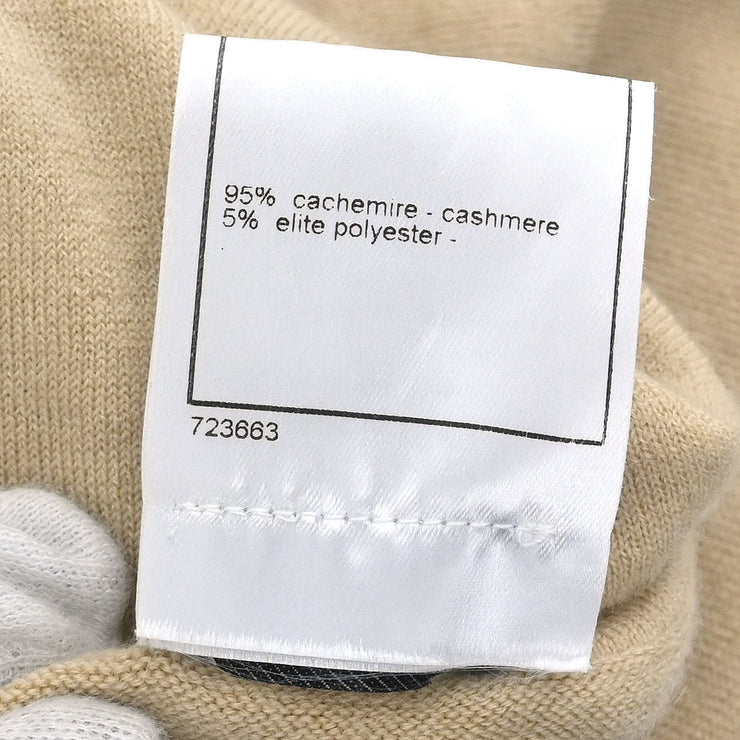 95% cachemire - cashmere
5% elite polyester -
723663